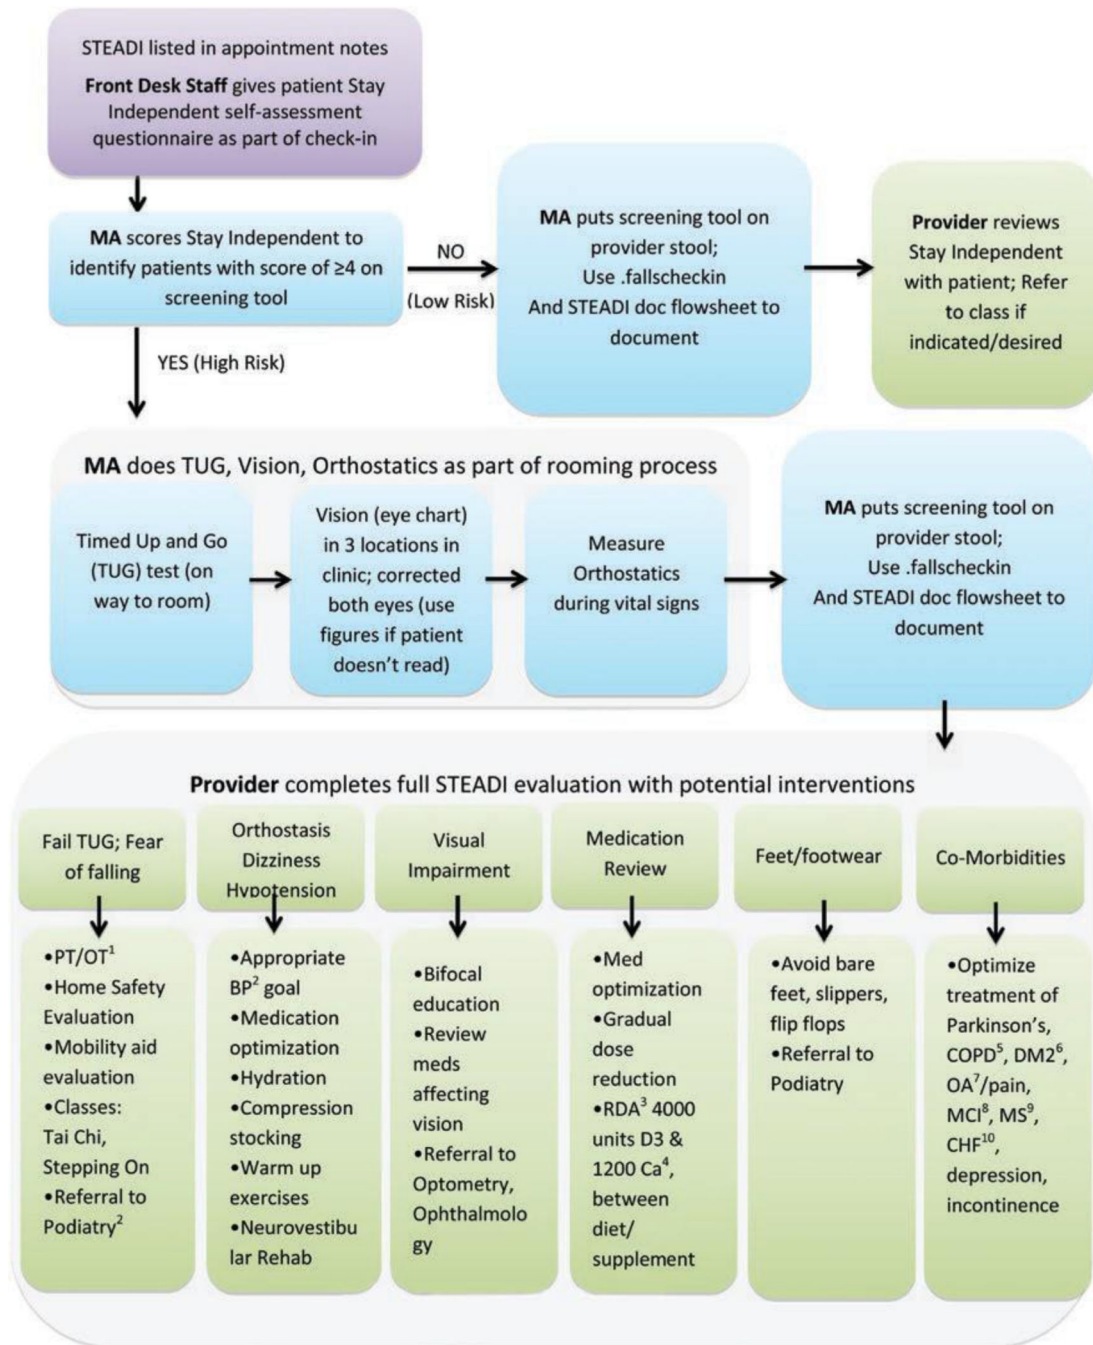 STEADI listed in appointment notes
Front Desk Staff gives patient Stay
Independent self-assessment
questionnaire as part of check-in
MA scores Stay Independent to
identify patients with score of ≥4 on
screening tool
NO
(Low Risk)
MA puts screening tool on
provider stool;
Use .fallscheckin
And STEADI doc flowsheet to
document
Provider reviews
Stay Independent
with patient; Refer
to class if
indicated/desired
YES (High Risk)
MA does TUG, Vision, Orthostatics as part of rooming process
Timed Up and Go
(TUG) test (on
way to room)
Vision (eye chart)
in 3 locations in
clinic; corrected
both eyes (use
figures if patient
doesn't read)
Measure
Orthostatics
during vital signs
MA puts screening tool on
provider stool;
Use .fallscheckin
And STEADI doc flowsheet to
document
Provider completes full STEADI evaluation with potential interventions
Fail TUG; Fear
of falling
Orthostasis
Dizziness
Hypotension
Visual
Impairment
Medication
Review
Feet/footwear
Co-Morbidities
•PT/OT¹
•Home Safety
Evaluation
•Mobility aid
evaluation
•Classes:
Tai Chi,
Stepping On
•Referral to
Podiatry²
•Appropriate
BP² goal
•Medication
optimization
•Hydration
•Compression
stocking
•Warm up
exercises
•Neurovestibu
lar Rehab
•Bifocal
education
•Review
meds
affecting
vision
•Referral to
Optometry,
Ophthalmolo
gy
•Med
optimization
•Gradual
dose
reduction
•RDA³ 4000
units D3 &
1200 Ca⁴,
between
diet/
supplement
•Avoid bare
feet, slippers,
flip flops
•Referral to
Podiatry
•Optimize
treatment of
Parkinson's,
COPD⁵, DM2⁶,
OA⁷/pain,
MCI⁸, MS⁹,
CHF¹⁰,
depression,
incontinence